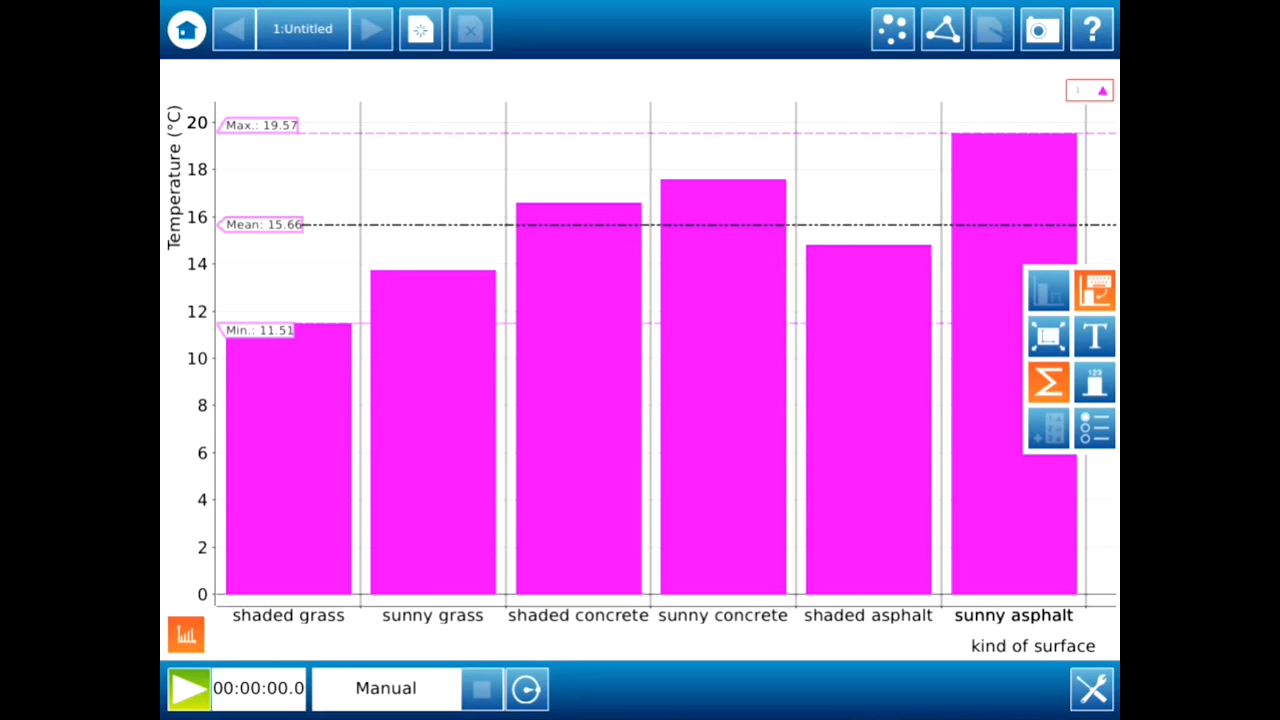 1:Untitled
?
1
Temperature (°C)
20
18
16
14
12
10
8
6
4
2
0
Max.: 19.57
Mean: 15.66
Min.: 11.51
T
Σ
123
shaded grass
sunny grass
shaded concrete
sunny concrete
shaded asphalt
sunny asphalt
kind of surface
00:00:00.0
Manual